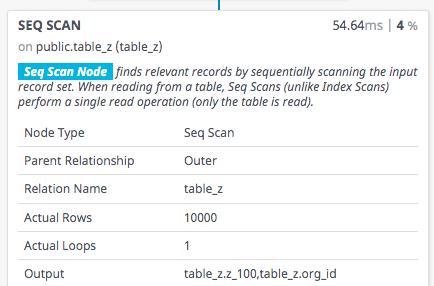 SEQ SCAN 54.64ms | 4 %
on public.table_z (table_z)
Seq Scan Node finds relevant records by sequentially scanning the input
record set. When reading from a table, Seq Scans (unlike Index Scans)
perform a single read operation (only the table is read).
Node Type Seq Scan
Parent Relationship Outer
Relation Name table_z
Actual Rows 10000
Actual Loops 1
Output table_z.z_100,table_z.org_id